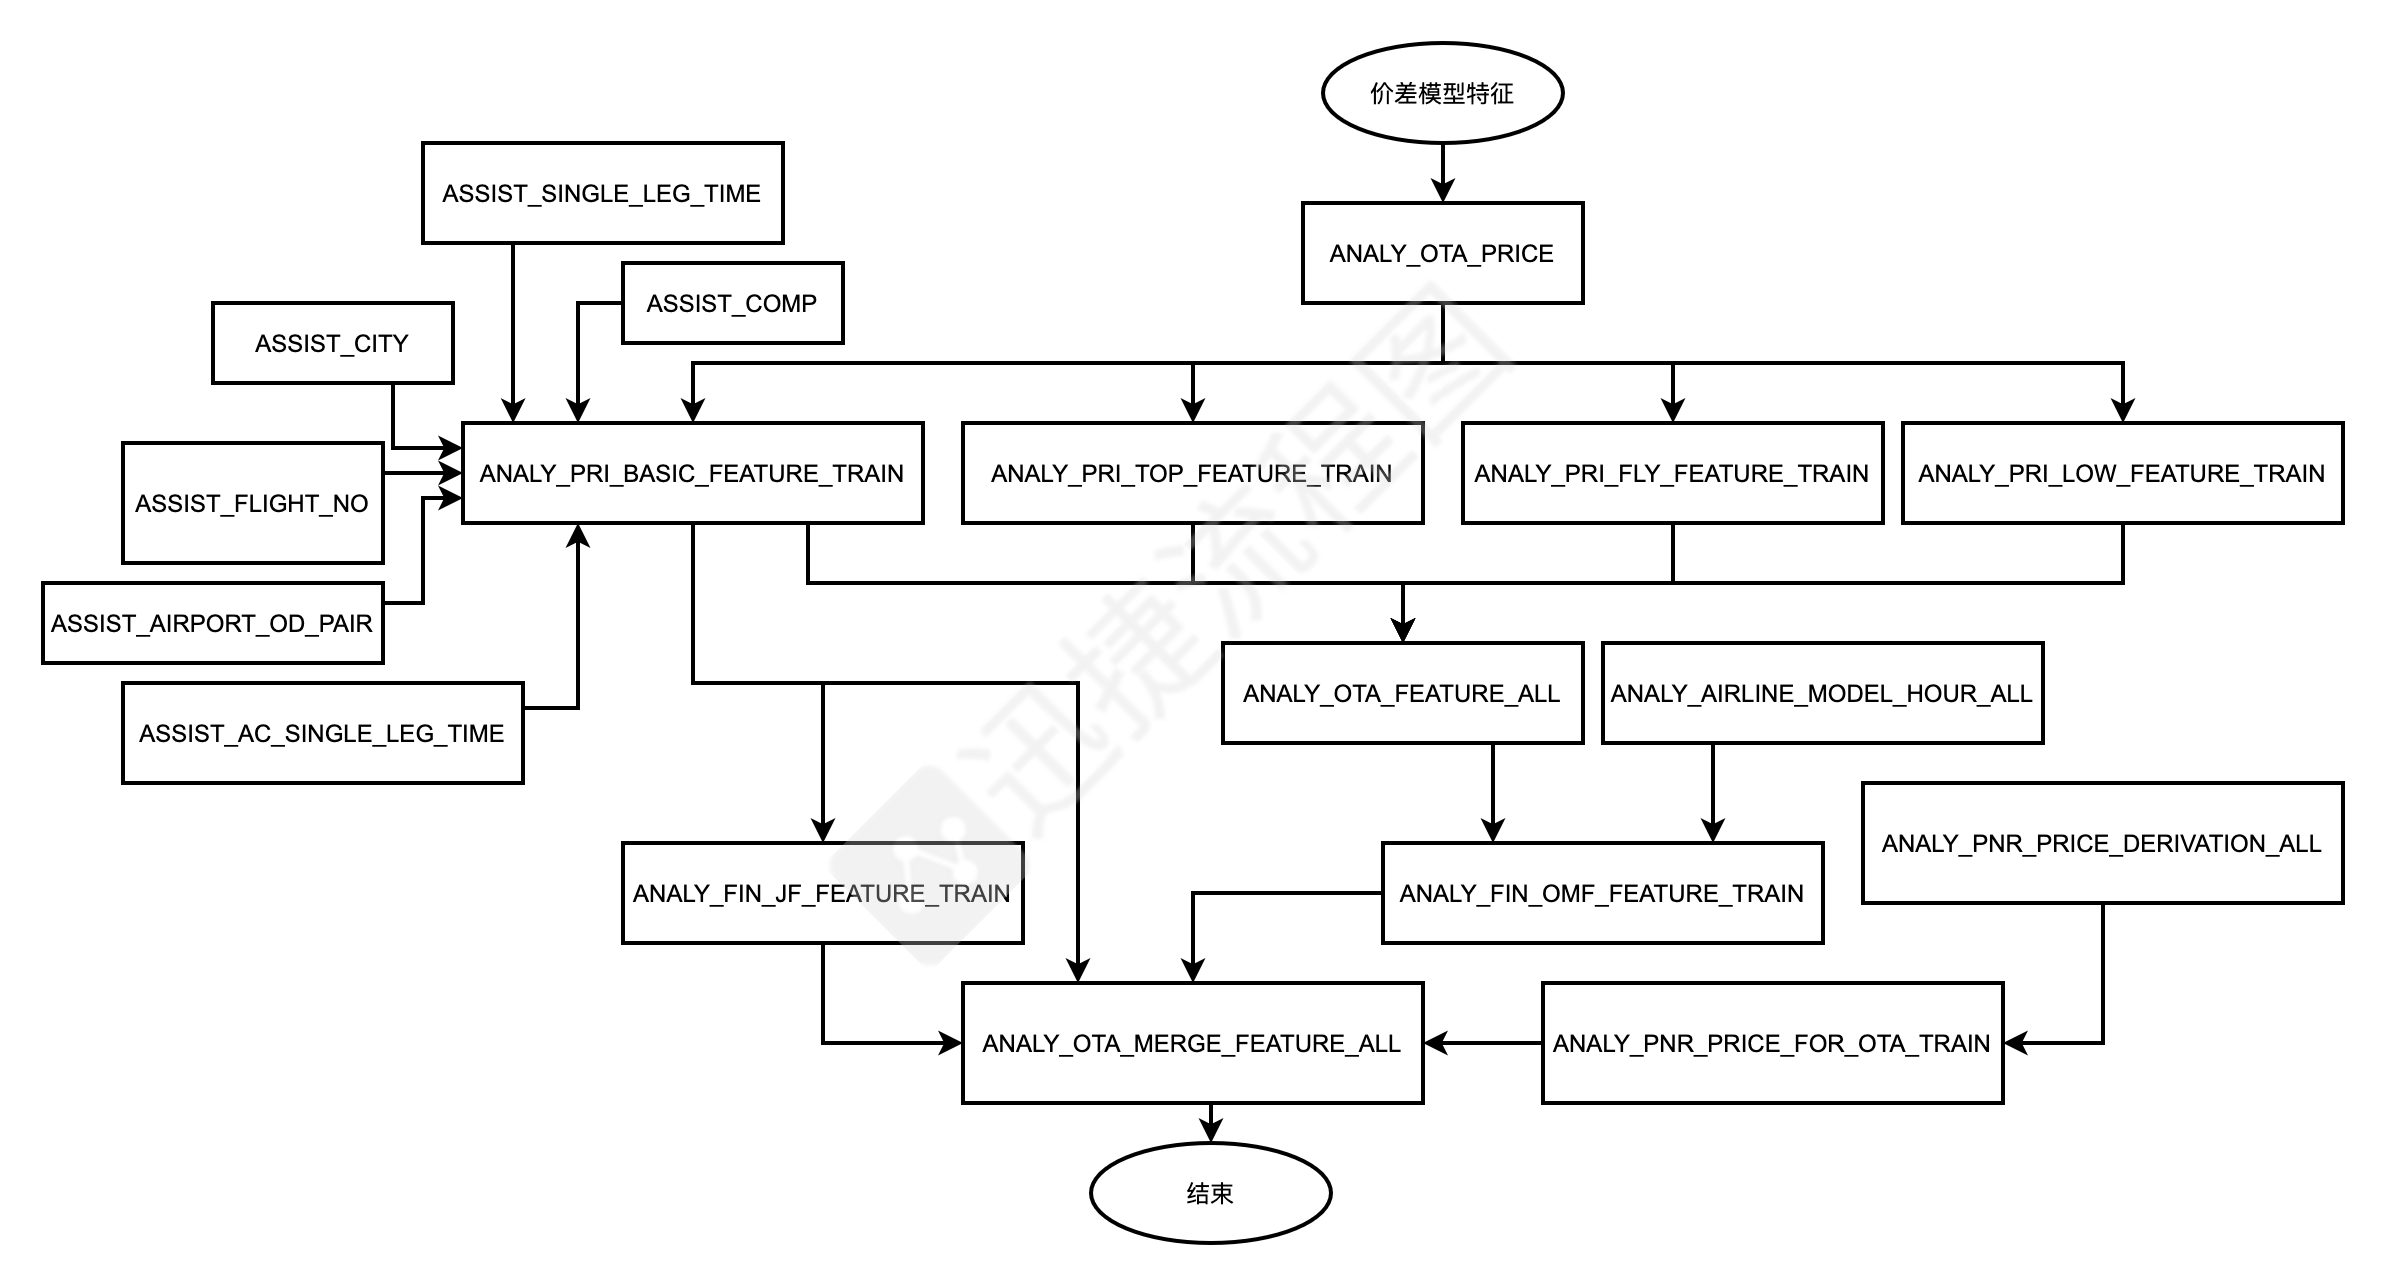 价差模型特征
ASSIST_SINGLE_LEG_TIME
ANALY_OTA_PRICE
ASSIST_COMP
ASSIST_CITY
ANALY_PRI_BASIC_FEATURE_TRAIN
ANALY_PRI_TOP_FEATURE_TRAIN
ANALY_PRI_FLY_FEATURE_TRAIN
ANALY_PRI_LOW_FEATURE_TRAIN
ASSIST_FLIGHT_NO
ASSIST_AIRPORT_OD_PAIR
ANALY_OTA_FEATURE_ALL
ANALY_AIRLINE_MODEL_HOUR_ALL
ASSIST_AC_SINGLE_LEG_TIME
ANALY_PNR_PRICE_DERIVATION_ALL
ANALY_FIN_JF_FEATURE_TRAIN
ANALY_FIN_OMF_FEATURE_TRAIN
ANALY_OTA_MERGE_FEATURE_ALL
ANALY_PNR_PRICE_FOR_OTA_TRAIN
结束
迅捷流程图